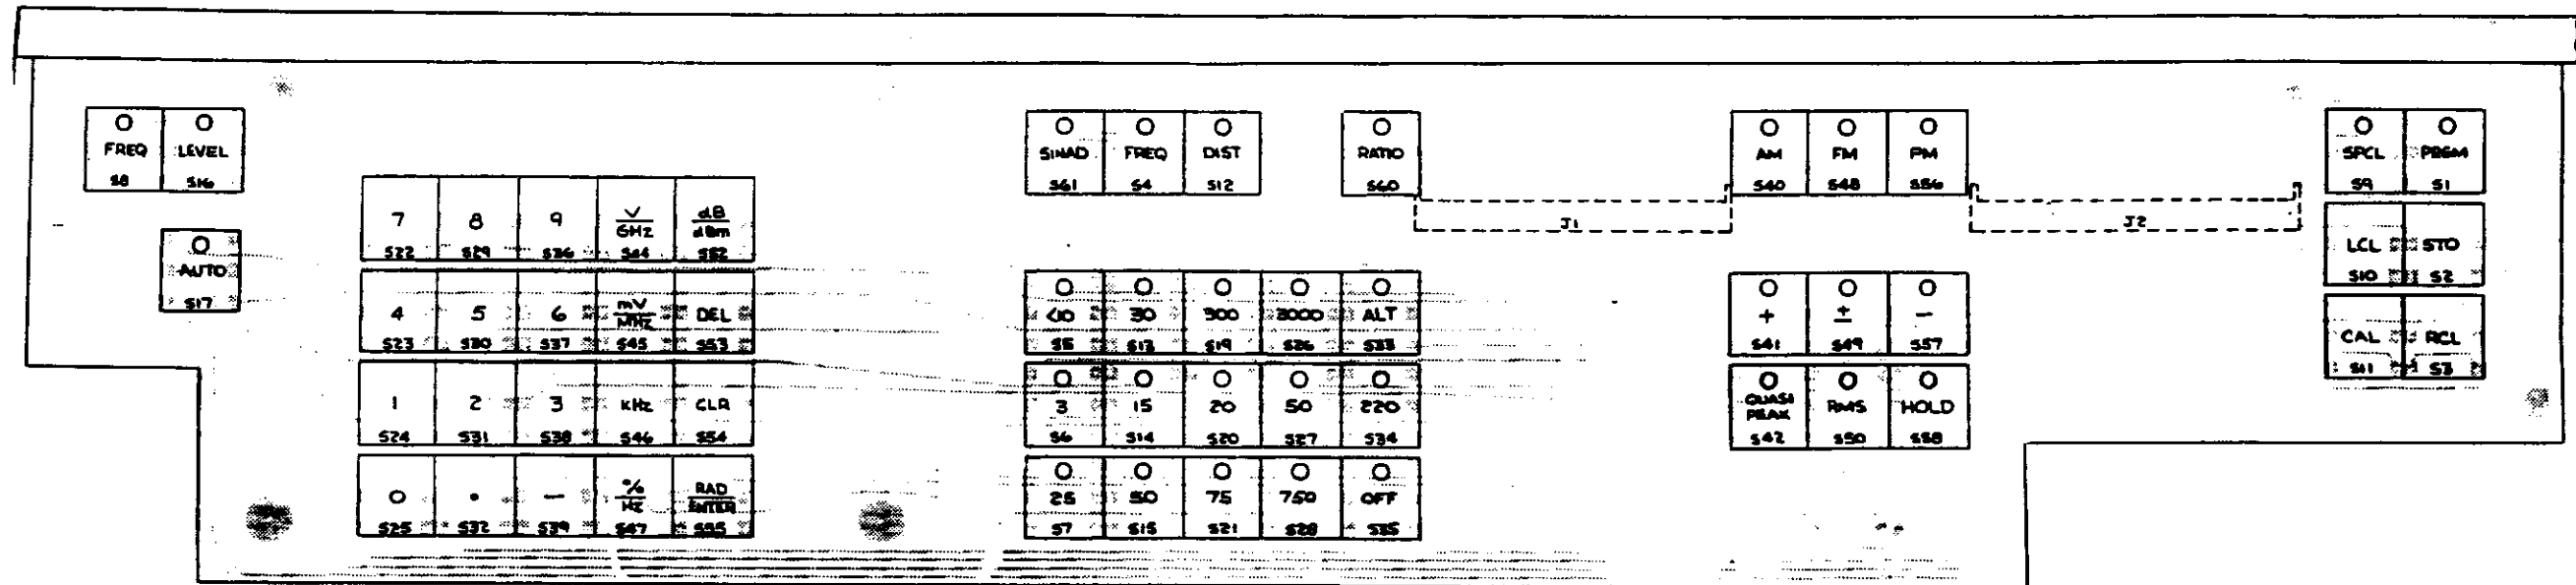 FREQ LEVEL
S8 S16
AUTO
S17
7 8 9 V/GHz dB/dBm
S22 S29 S36 S44 S52
4 5 6 mV/MHz DEL
S23 S30 S37 S45 S53
1 2 3 kHz CLR
S24 S31 S38 S46 S54
0 . — %/Hz RAD/ENTER
S25 S32 S39 S47 S55
SINAD FREQ DIST
S61 S4 S12
RATIO
S60
J1
<10 30 300 3000 ALT
S5 S13 S19 S26 S33
3 15 20 50 220
S6 S14 S20 S27 S34
25 50 75 750 OFF
S7 S15 S21 S28 S35
AM FM PM
S40 S48 S56
J2
+ ± —
S41 S49 S57
QUASI PEAK RMS HOLD
S42 S50 S58
SPCL PRGM
S9 S1
LCL STO
S10 S2
CAL RCL
S11 S3